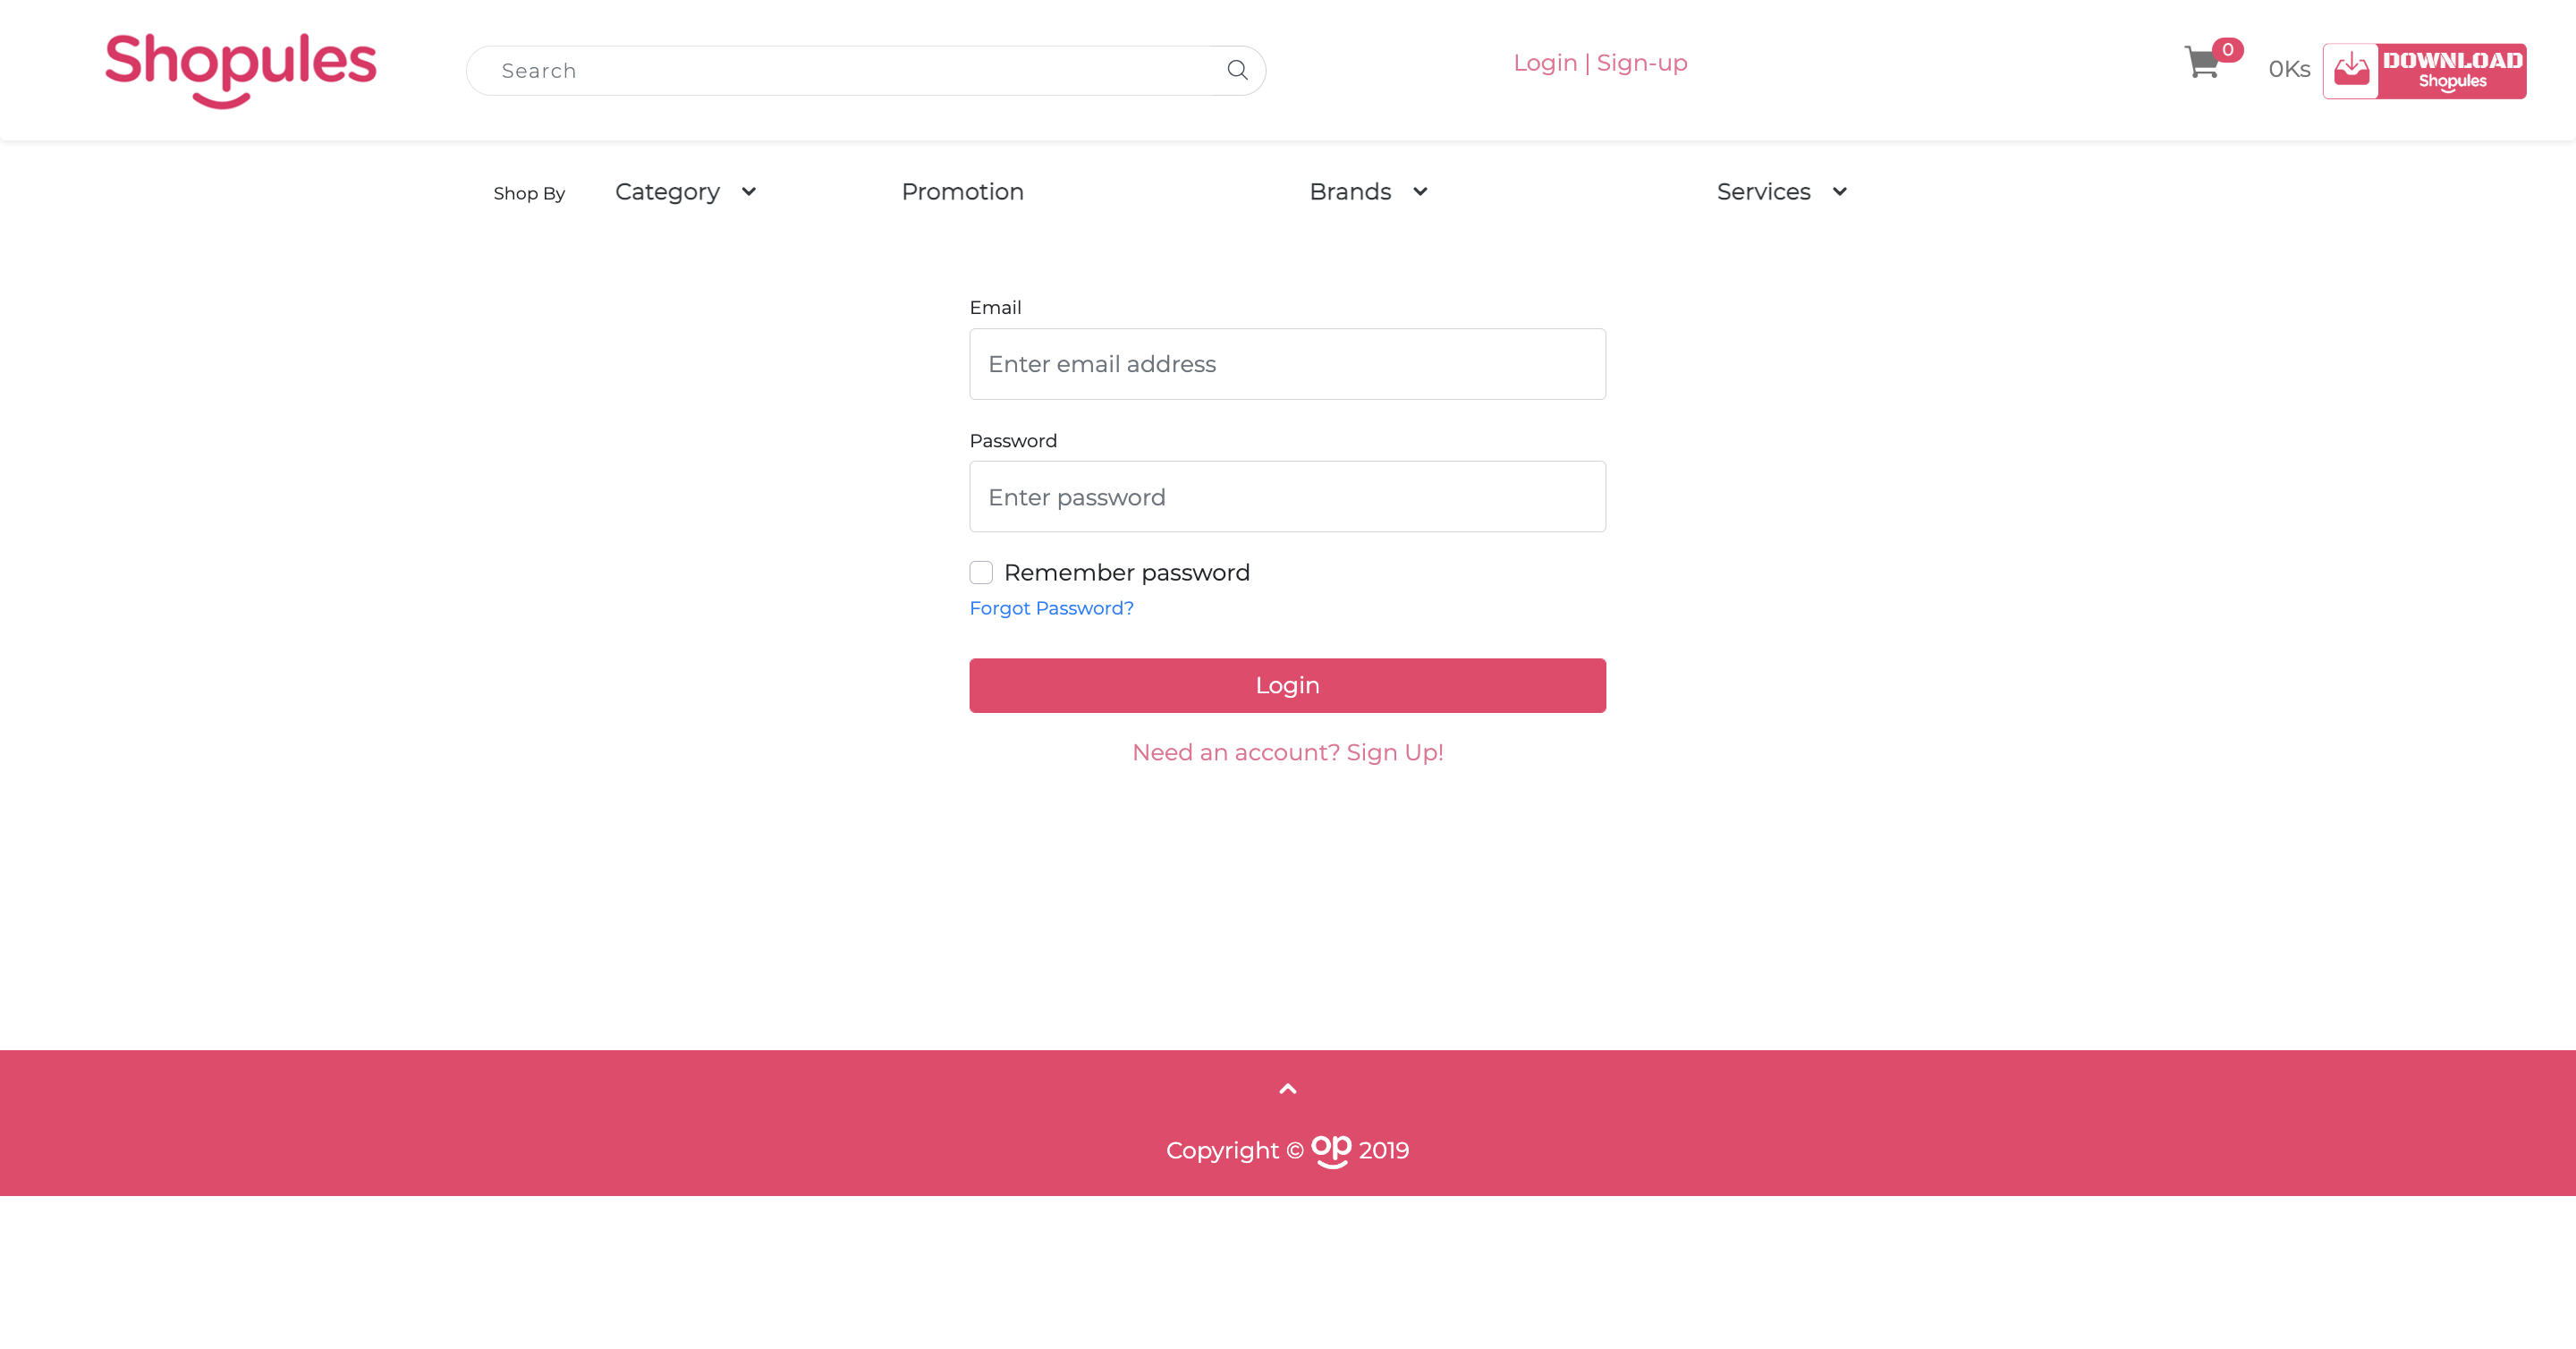 Shopules
Search
Login | Sign-up
0
0Ks
DOWNLOAD
Shopules
Shop By
Category
Promotion
Brands
Services
Email
Enter email address
Password
Enter password
Remember password
Forgot Password?
Login
Need an account? Sign Up!
Copyright © op 2019